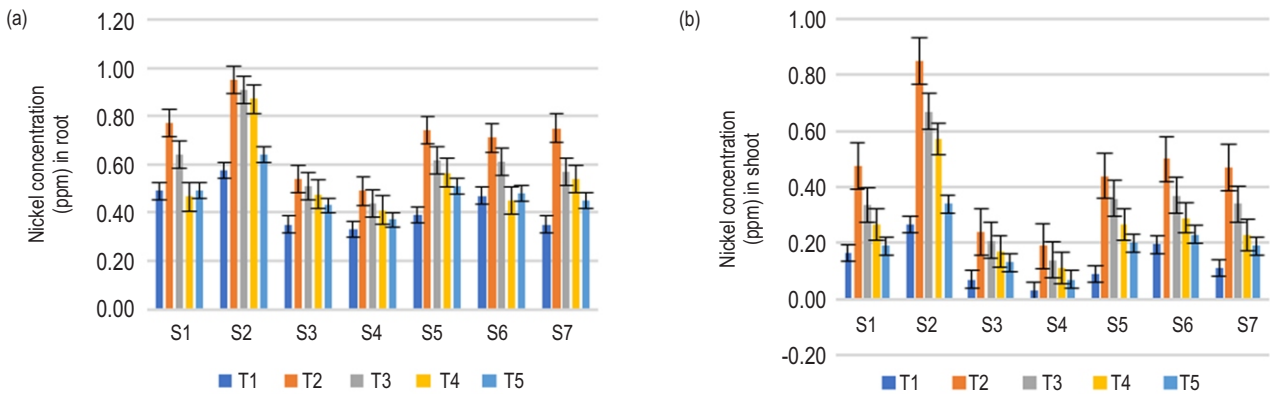 (a)
Nickel concentration
(ppm) in root
1.20
1.00
0.80
0.60
0.40
0.20
0.00
S1 S2 S3 S4 S5 S6 S7
T1 T2 T3 T4 T5
(b)
Nickel concentration
(ppm) in shoot
1.00
0.80
0.60
0.40
0.20
0.00
-0.20
S1 S2 S3 S4 S5 S6 S7
T1 T2 T3 T4 T5